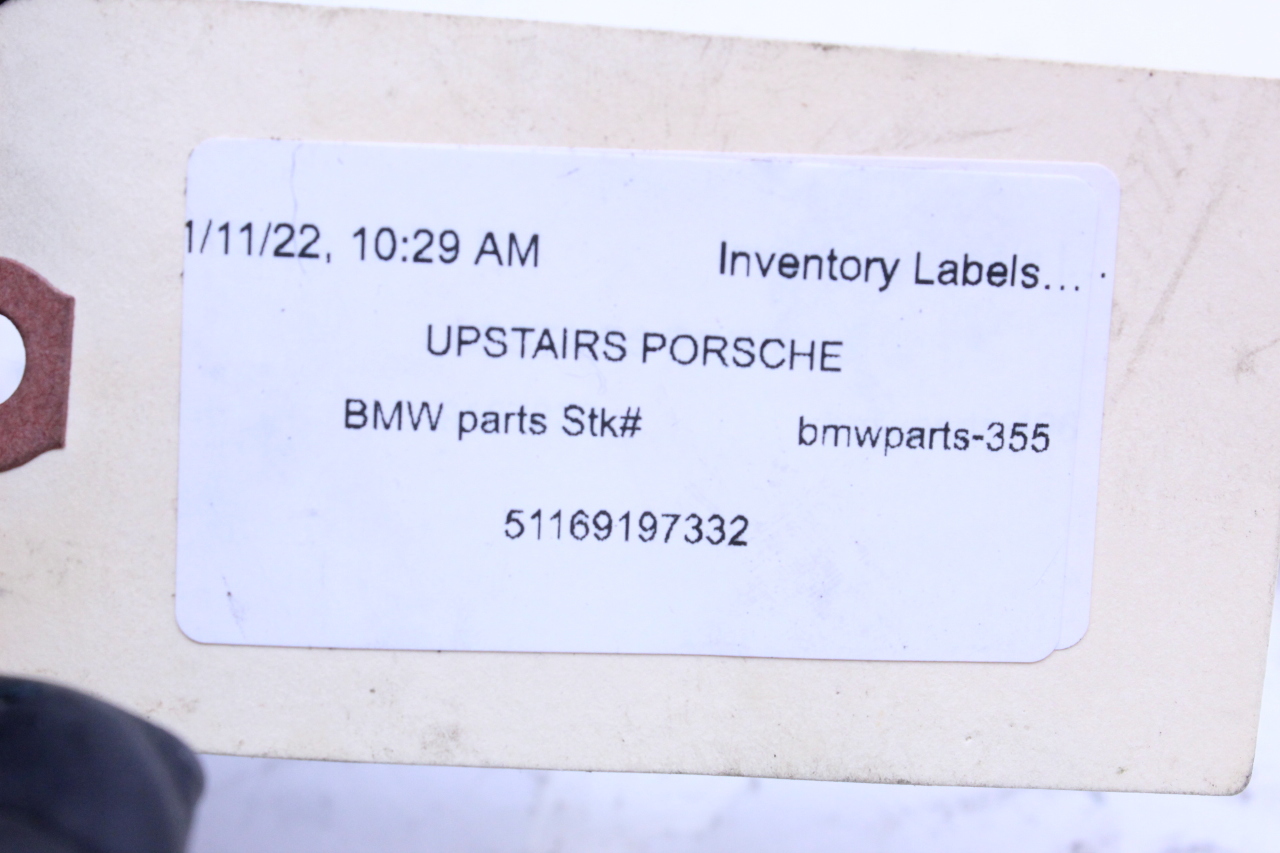 1/11/22, 10:29 AM Inventory Labels...
UPSTAIRS PORSCHE
BMW parts Stk# bmwparts-355
51169197332